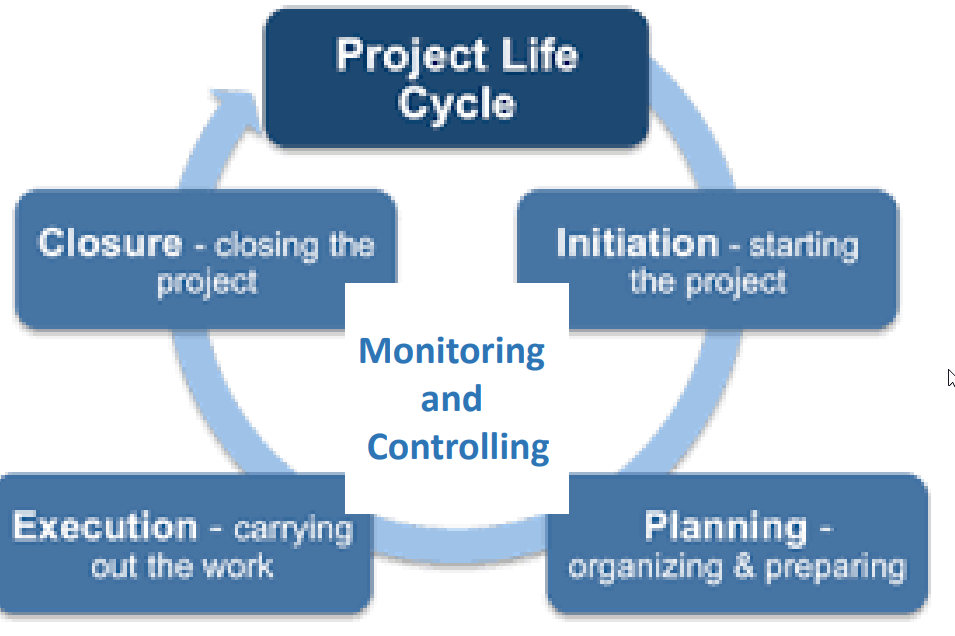 Project Life
Cycle
Initiation - starting
the project
Planning -
organizing & preparing
Execution - carrying
out the work
Closure - closing the
project
Monitoring
and
Controlling